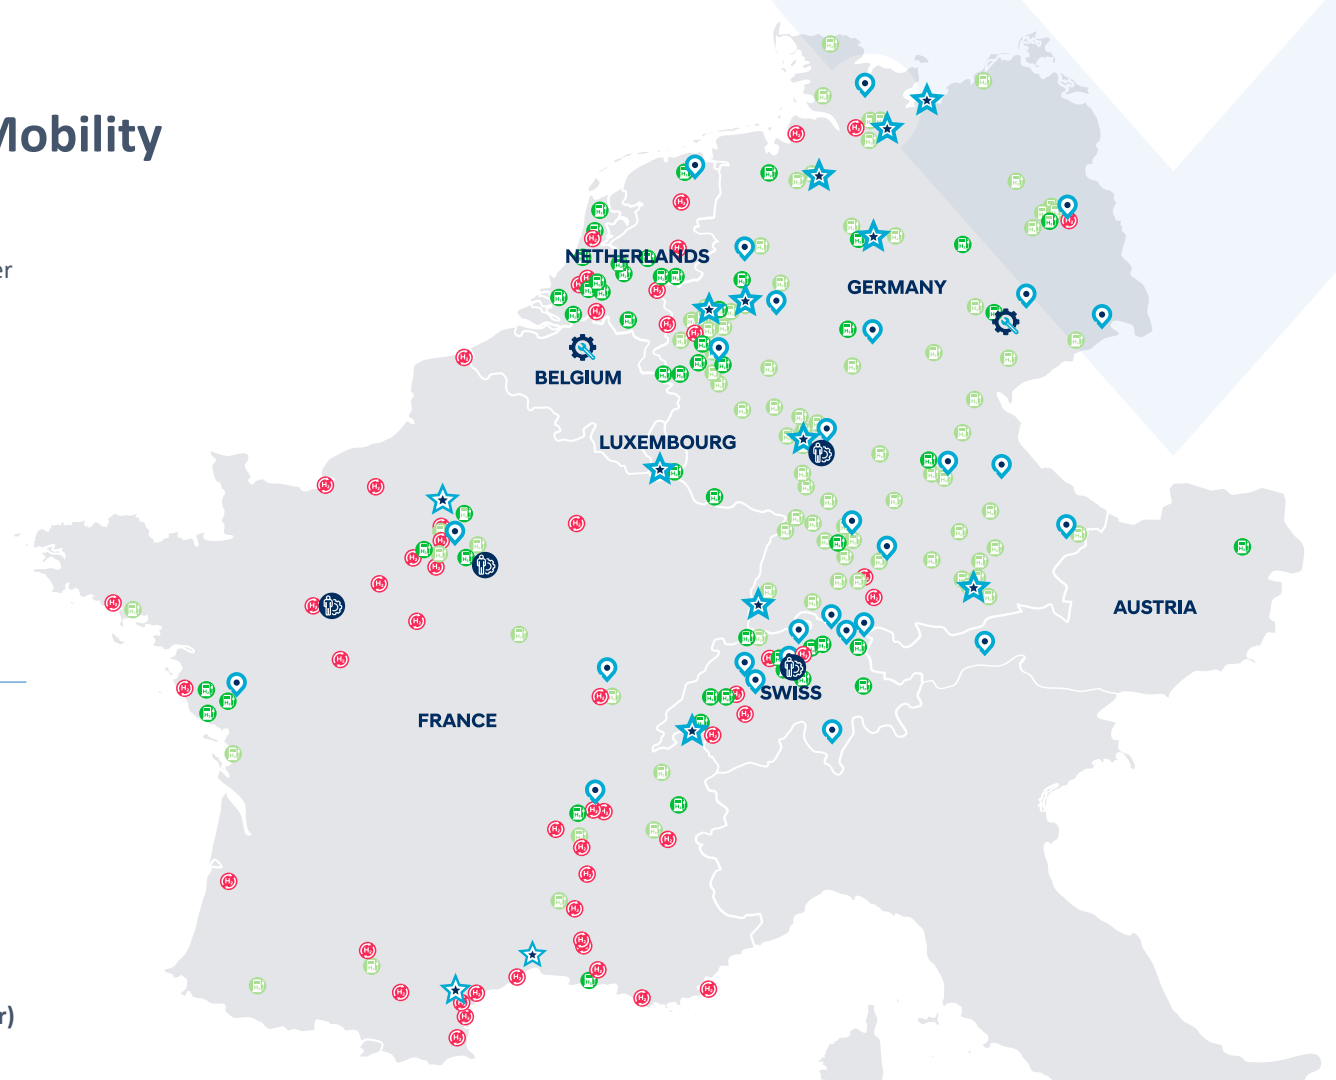 Mobility
er
NETHERLANDS
GERMANY
BELGIUM
LUXEMBOURG
AUSTRIA
SWISS
FRANCE
r)